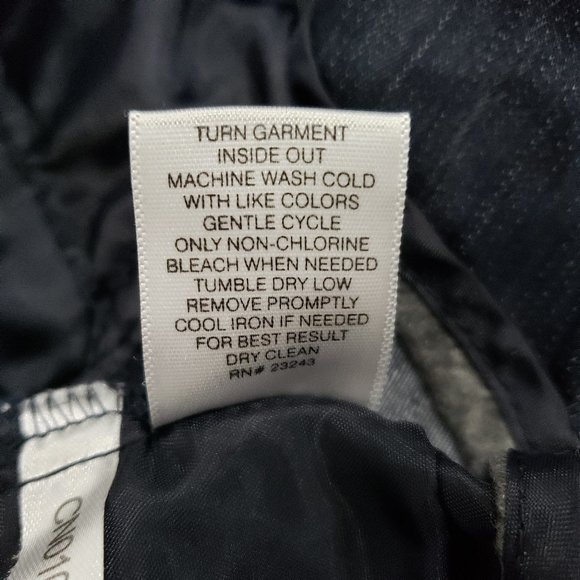 TURN GARMENT
INSIDE OUT
MACHINE WASH COLD
WITH LIKE COLORS
GENTLE CYCLE
ONLY NON-CHLORINE
BLEACH WHEN NEEDED
TUMBLE DRY LOW
REMOVE PROMPTLY
COOL IRON IF NEEDED
FOR BEST RESULT
DRY CLEAN
RN# 23243